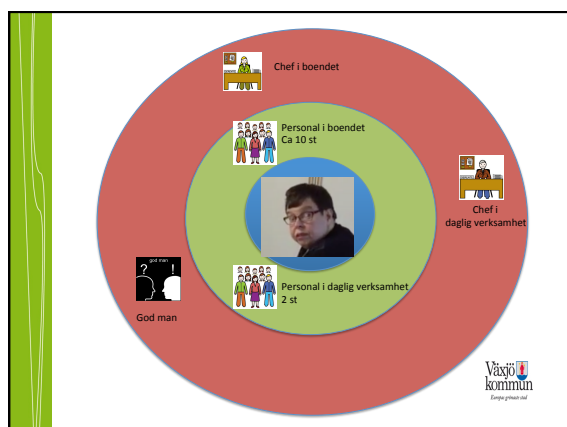 Chef i boendet
Personal i boendet
Ca 10 st
Chef i
daglig verksamhet
god man
? !
God man
Personal i daglig verksamhet
2 st
Växjö
kommun
Europas grönaste stad